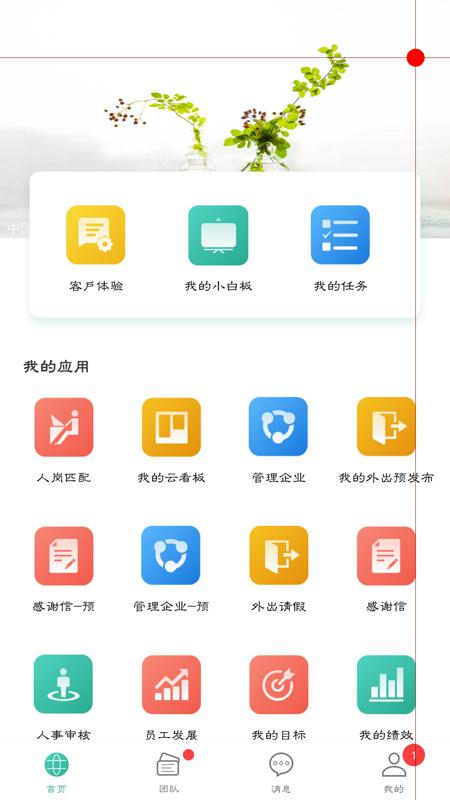 中国
客户体验
我的小白板
我的任务
我的应用
人岗匹配
我的云看板
管理企业
我的外出预发布
感谢信-预
管理企业-预
外出请假
感谢信
人事审核
员工发展
我的目标
我的绩效
1
首页
团队
消息
我的